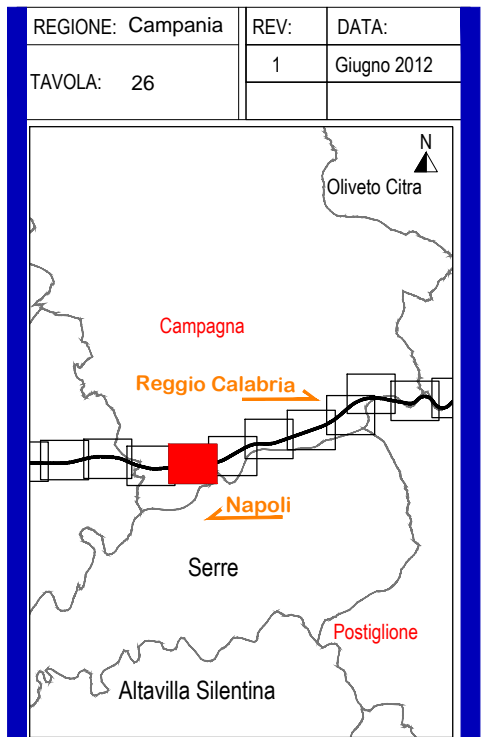 REGIONE: Campania
REV:
DATA:
TAVOLA: 26
1
Giugno 2012
N
Oliveto Citra
Campagna
Reggio Calabria
Napoli
Serre
Postiglione
Altavilla Silentina